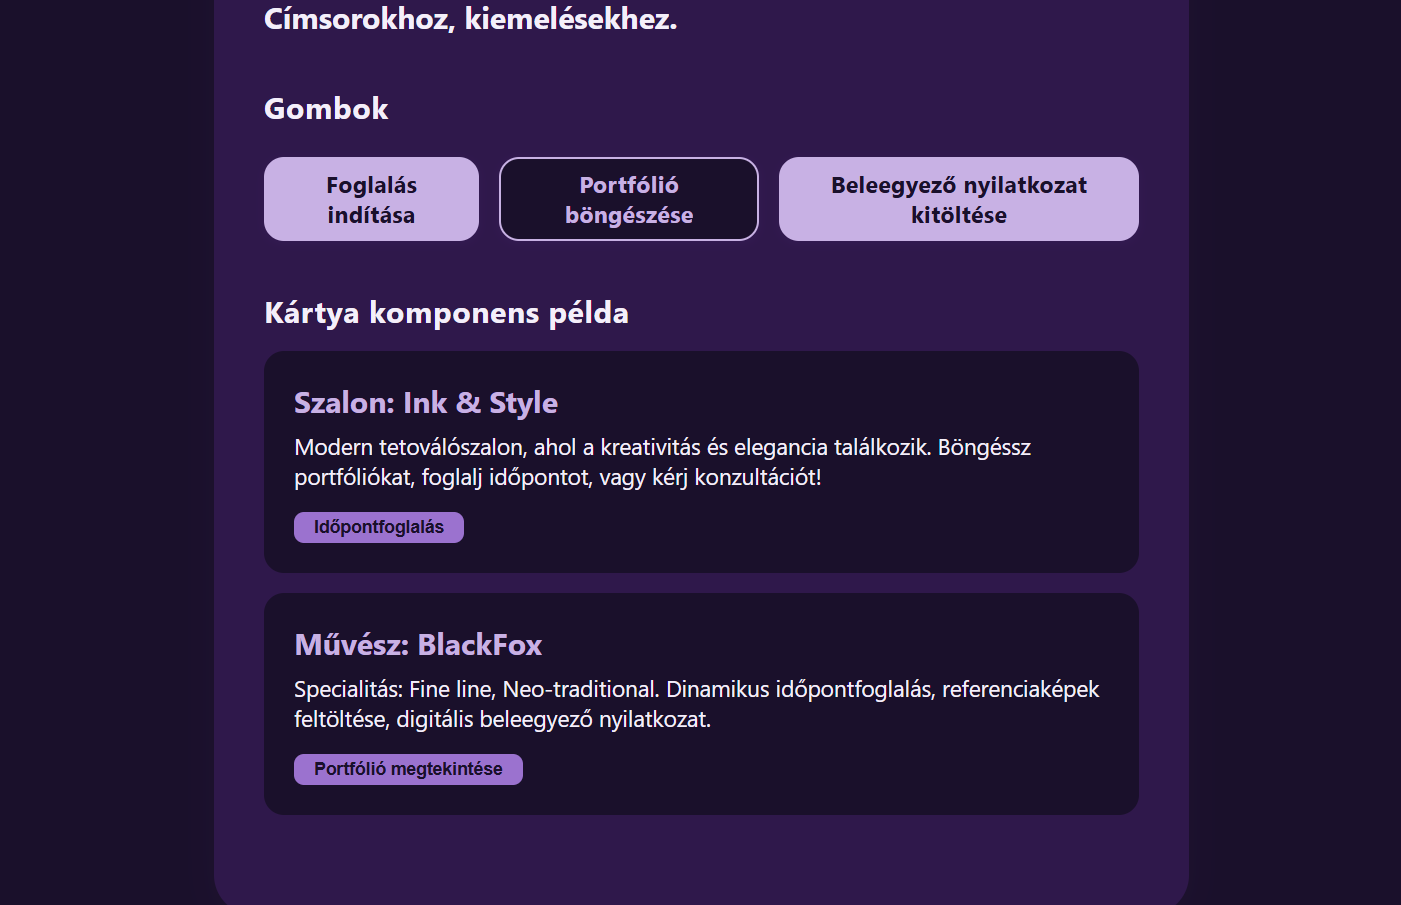 Címsorokhoz, kiemelésekhez.
Gombok
Foglalás
indítása
Portfólió
böngészése
Beleegyező nyilatkozat
kitöltése
Kártya komponens példa
Szalon: Ink & Style
Modern tetoválószalon, ahol a kreativitás és elegancia találkozik. Böngéssz
portfóliókat, foglalj időpontot, vagy kérj konzultációt!
Időpontfoglalás
Művész: BlackFox
Specialitás: Fine line, Neo-traditional. Dinamikus időpontfoglalás, referenciaképek
feltöltése, digitális beleegyező nyilatkozat.
Portfólió megtekintése